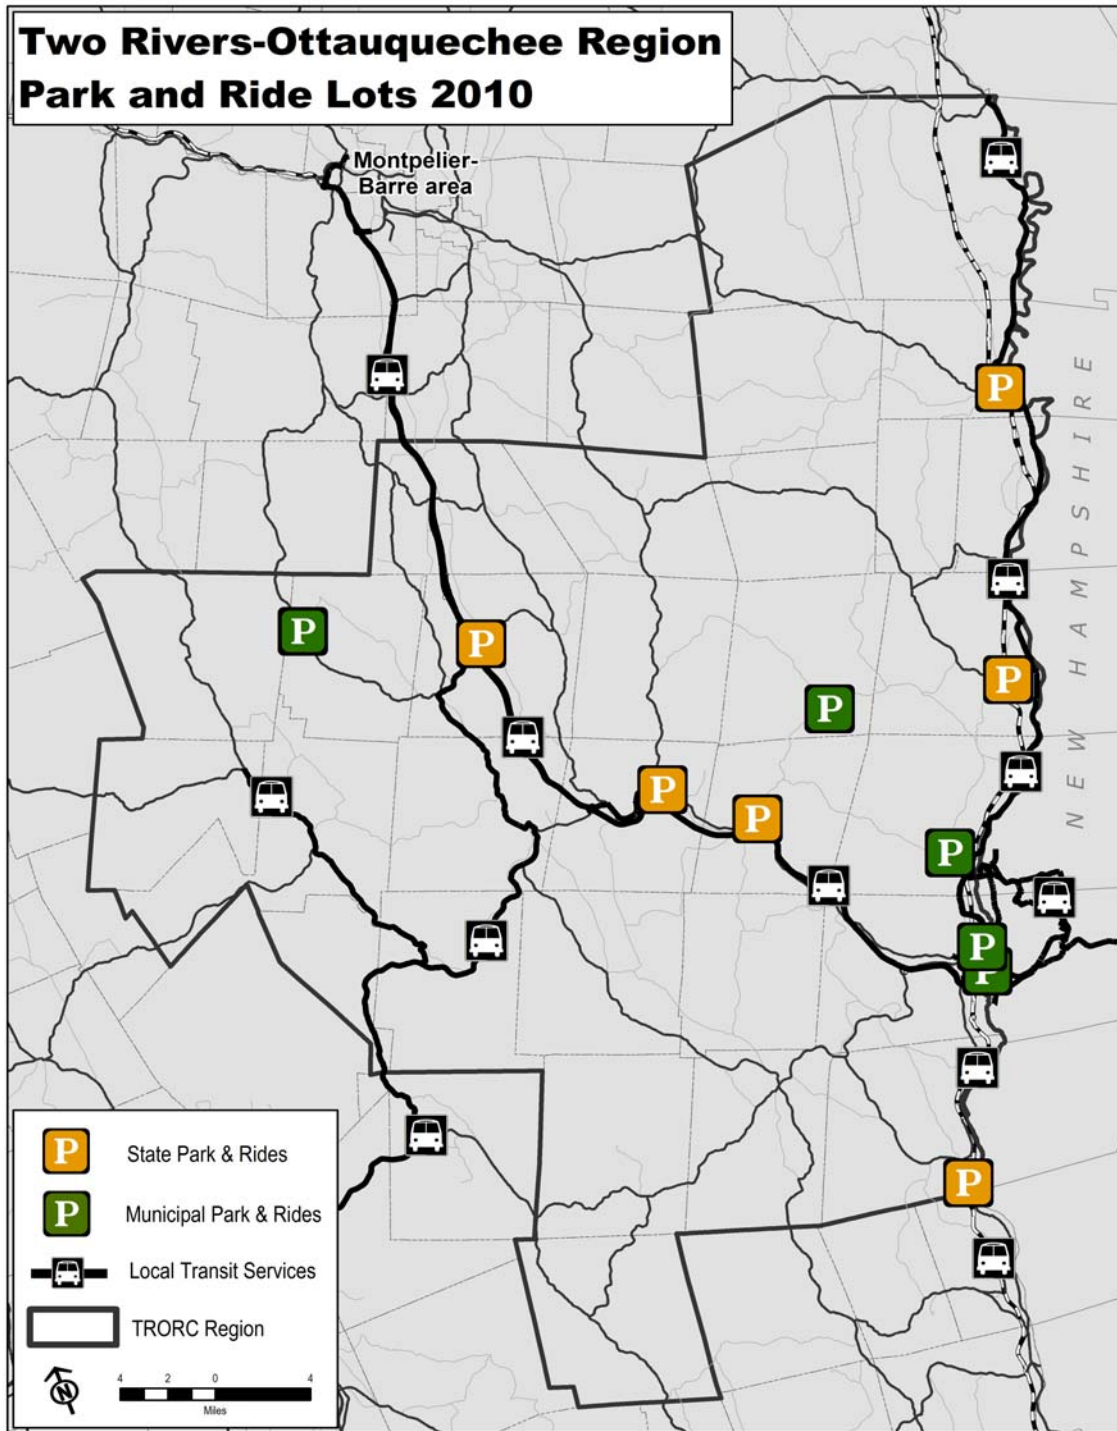 Two Rivers-Ottauquechee Region
Park and Ride Lots 2010
Montpelier-
Barre area
P
P
P
P
P
P
P
P
P
P
P
NEW HAMPSHIRE
P State Park & Rides
P Municipal Park & Rides
Local Transit Services
TRORC Region
N
4 2 0 4
Miles